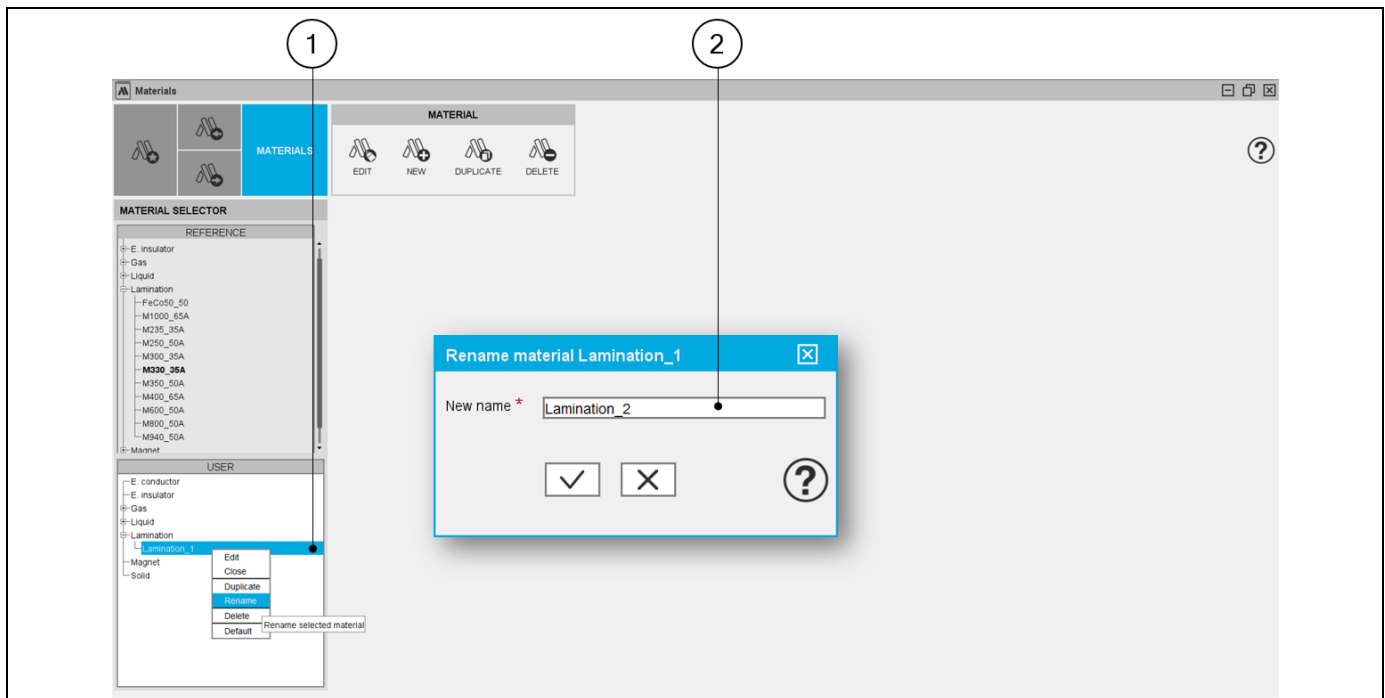 1
2
Materials
MATERIALS
MATERIAL
EDIT
NEW
DUPLICATE
DELETE
?
MATERIAL SELECTOR
REFERENCE
E. insulator
Gas
Liquid
Lamination
FeCo50_50
M1000_65A
M235_35A
M250_50A
M300_35A
M330_35A
M350_50A
M400_65A
M600_50A
M800_50A
M940_50A
Magnet
USER
E. conductor
E. insulator
Gas
Liquid
Lamination
Lamination_1
Magnet
Solid
Edit
Close
Duplicate
Rename
Delete
Default
Rename selected material
Rename material Lamination_1
New name *
Lamination_2
?